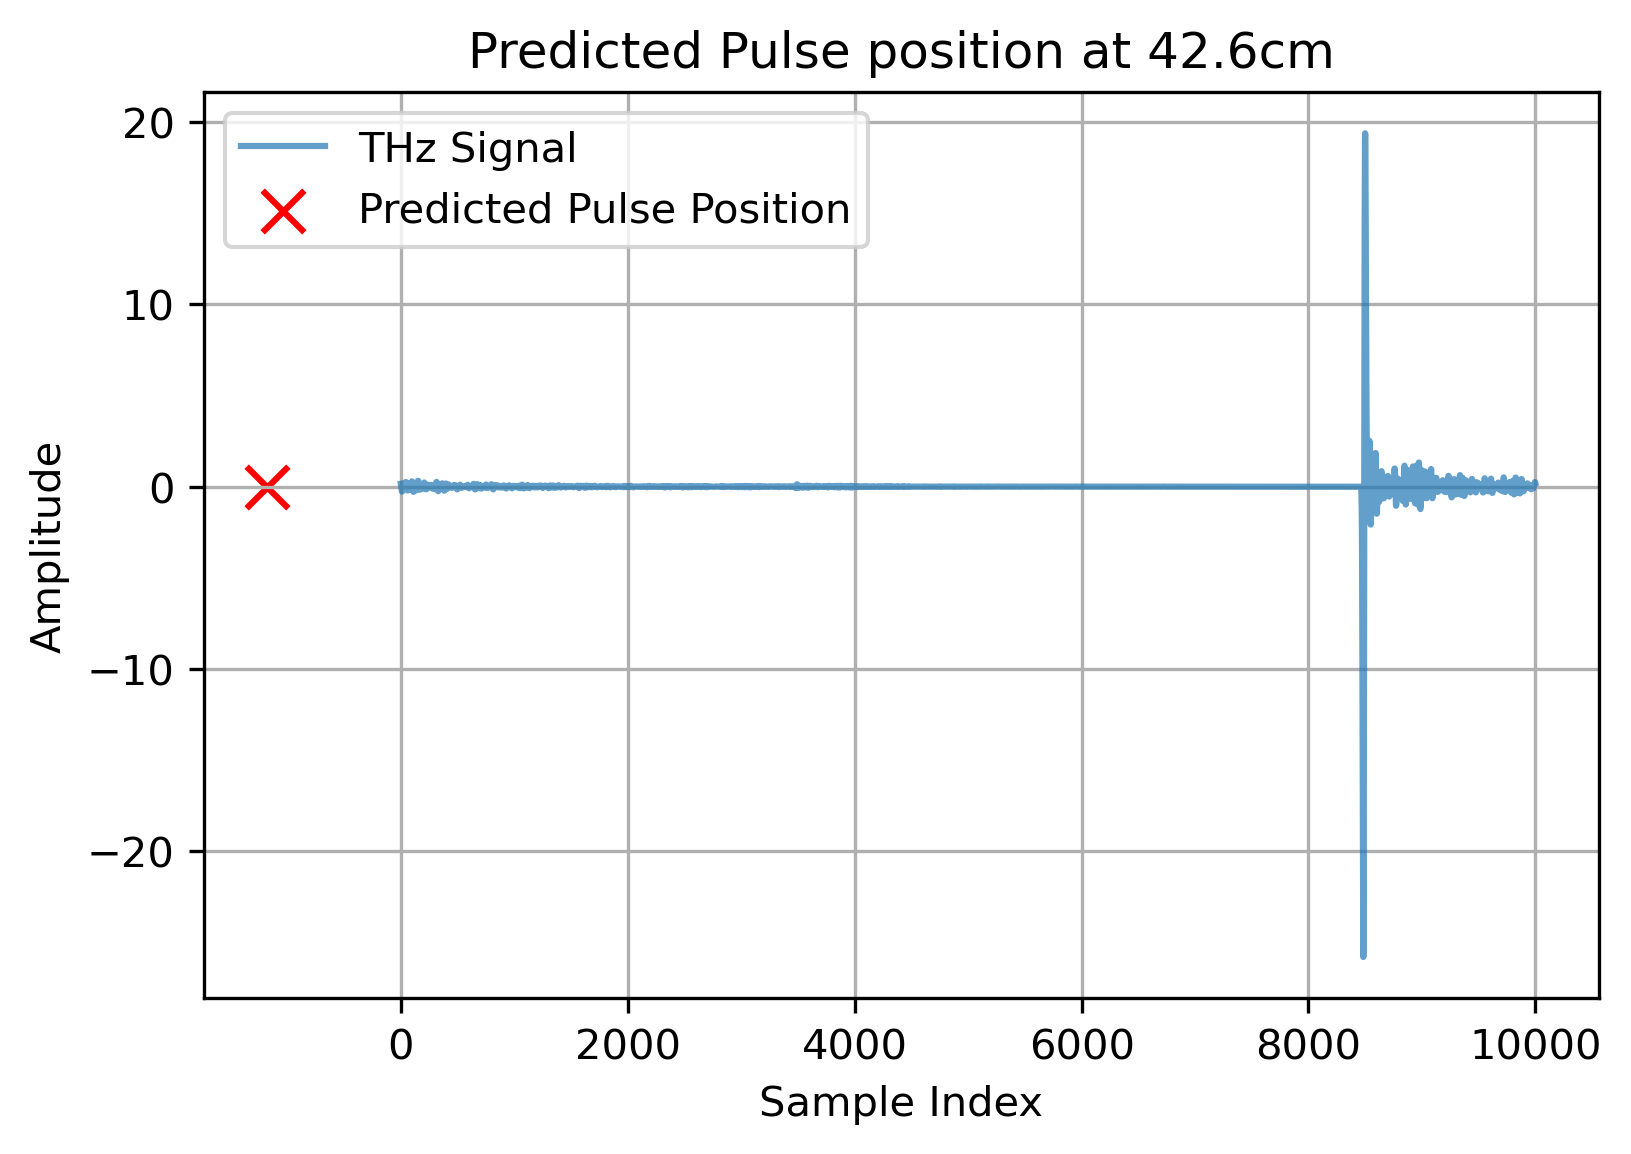 Predicted Pulse position at 42.6cm
THz Signal
Predicted Pulse Position
20
10
0
−10
−20
Amplitude
0 2000 4000 6000 8000 10000
Sample Index